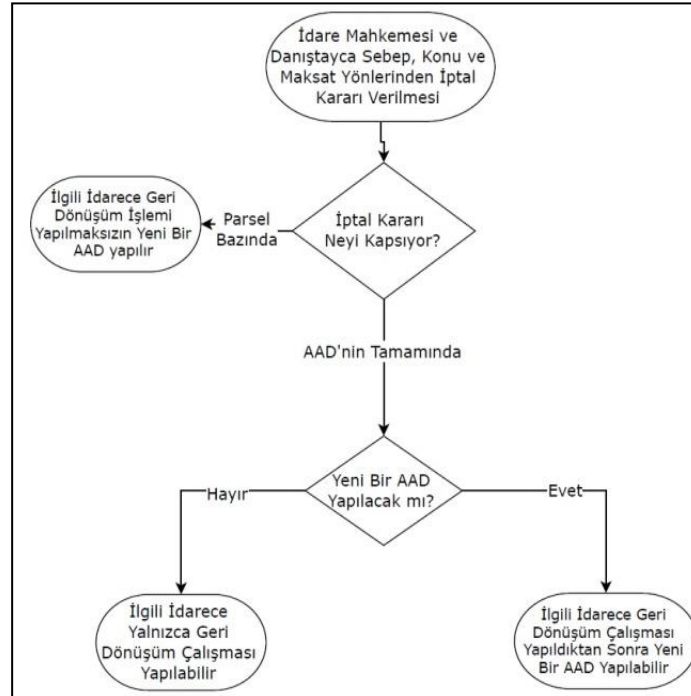 İdare Mahkemesi ve
Danıştayca Sebep, Konu ve
Maksat Yönlerinden İptal
Kararı Verilmesi
İlgili İdarece Geri
Dönüşüm İşlemi
Yapılmaksızın Yeni Bir
AAD yapılır
Parsel
Bazında
İptal Kararı
Neyi Kapsıyor?
AAD'nin Tamamında
Yeni Bir AAD
Yapılacak mı?
Hayır
Evet
İlgili İdarece
Yalnızca Geri
Dönüşüm Çalışması
Yapılabilir
İlgili İdarece Geri
Dönüşüm Çalışması
Yapıldıktan Sonra Yeni
Bir AAD Yapılabilir